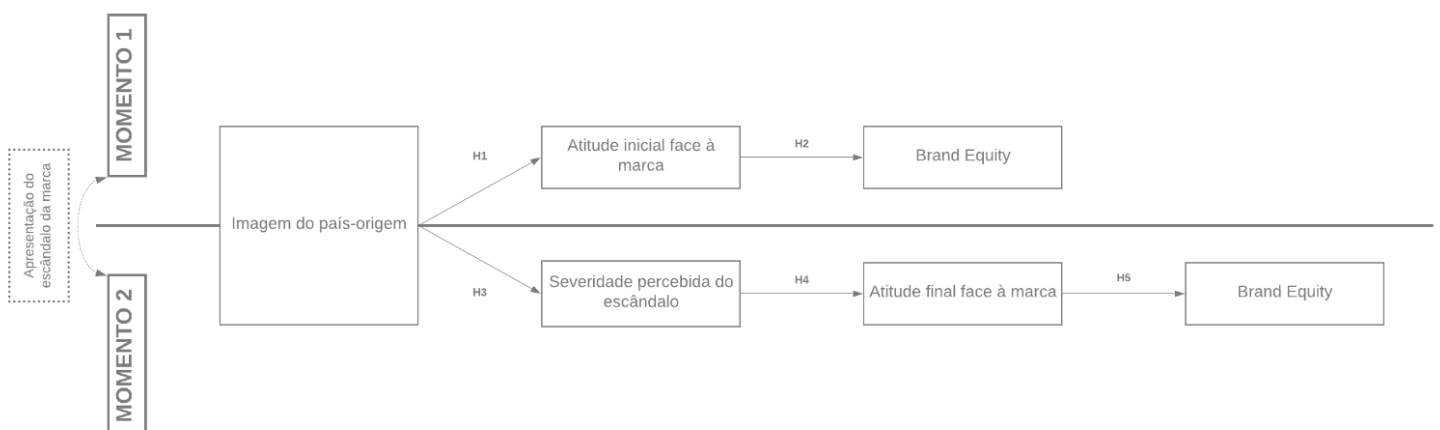 MOMENTO 1
Apresentação do
escândalo da marca
MOMENTO 2
Imagem do país-origem
H1
Atitude inicial face à
marca
H2
Brand Equity
H3
Severidade percebida do
escândalo
H4
Atitude final face à marca
H5
Brand Equity